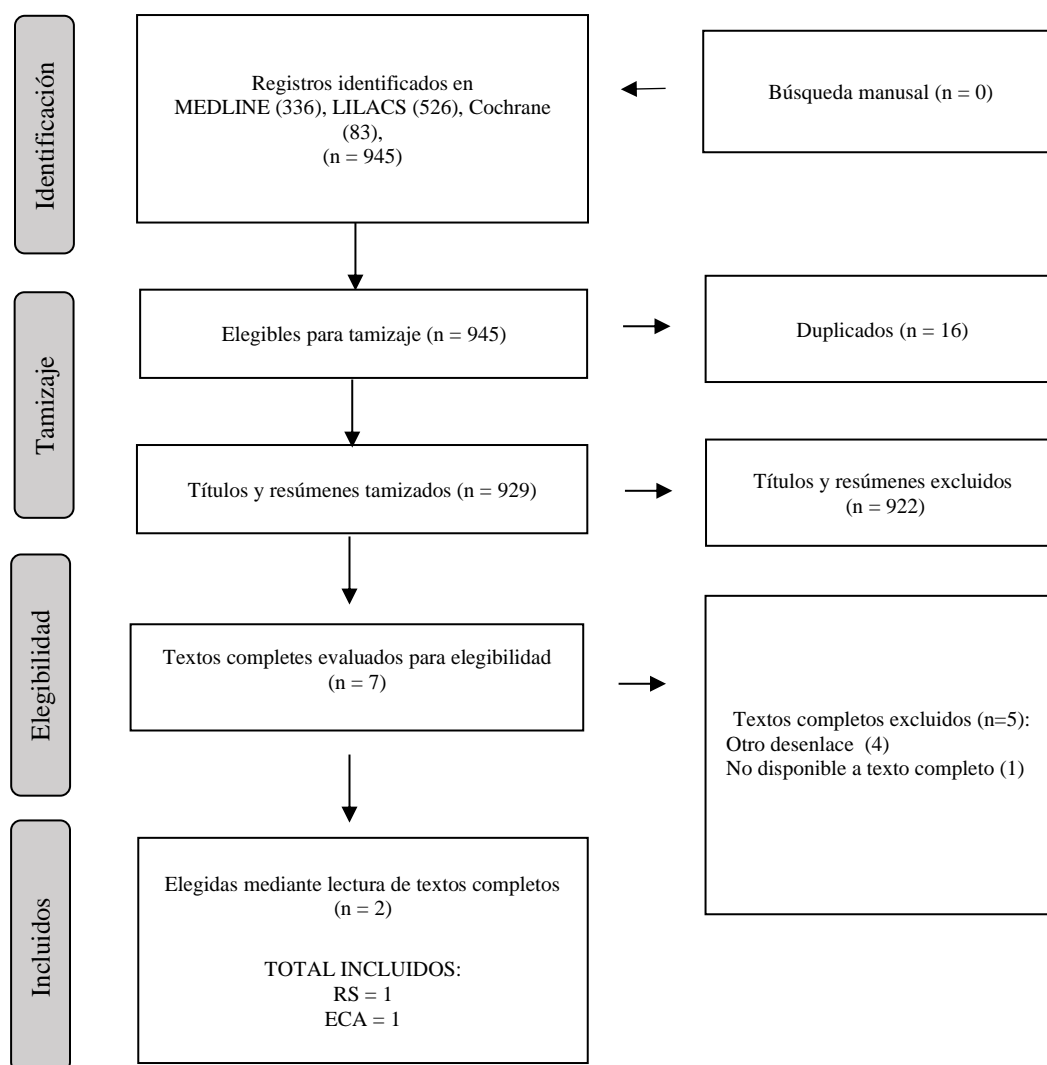 Identificación
Registros identificados en
MEDLINE (336), LILACS (526), Cochrane
(83),
(n = 945)
Búsqueda manusal (n = 0)
Tamizaje
Elegibles para tamizaje (n = 945)
Duplicados (n = 16)
Títulos y resúmenes tamizados (n = 929)
Títulos y resúmenes excluidos
(n = 922)
Elegibilidad
Textos completes evaluados para elegibilidad
(n = 7)
Textos completos excluidos (n=5):
Otro desenlace (4)
No disponible a texto completo (1)
Incluidos
Elegidas mediante lectura de textos completos
(n = 2)
TOTAL INCLUIDOS:
RS = 1
ECA = 1